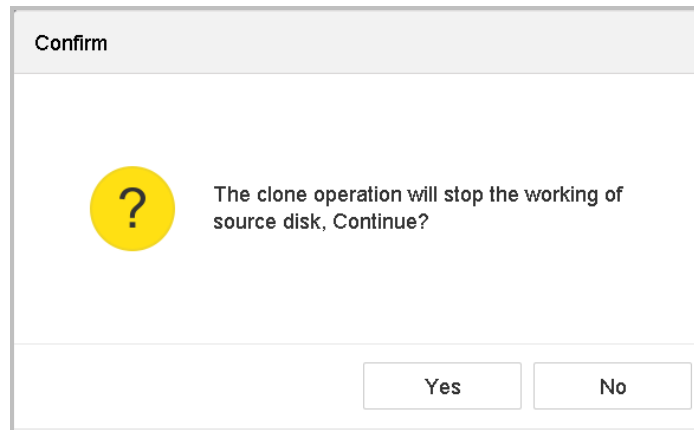 Confirm
?
The clone operation will stop the working of
source disk, Continue?
Yes No